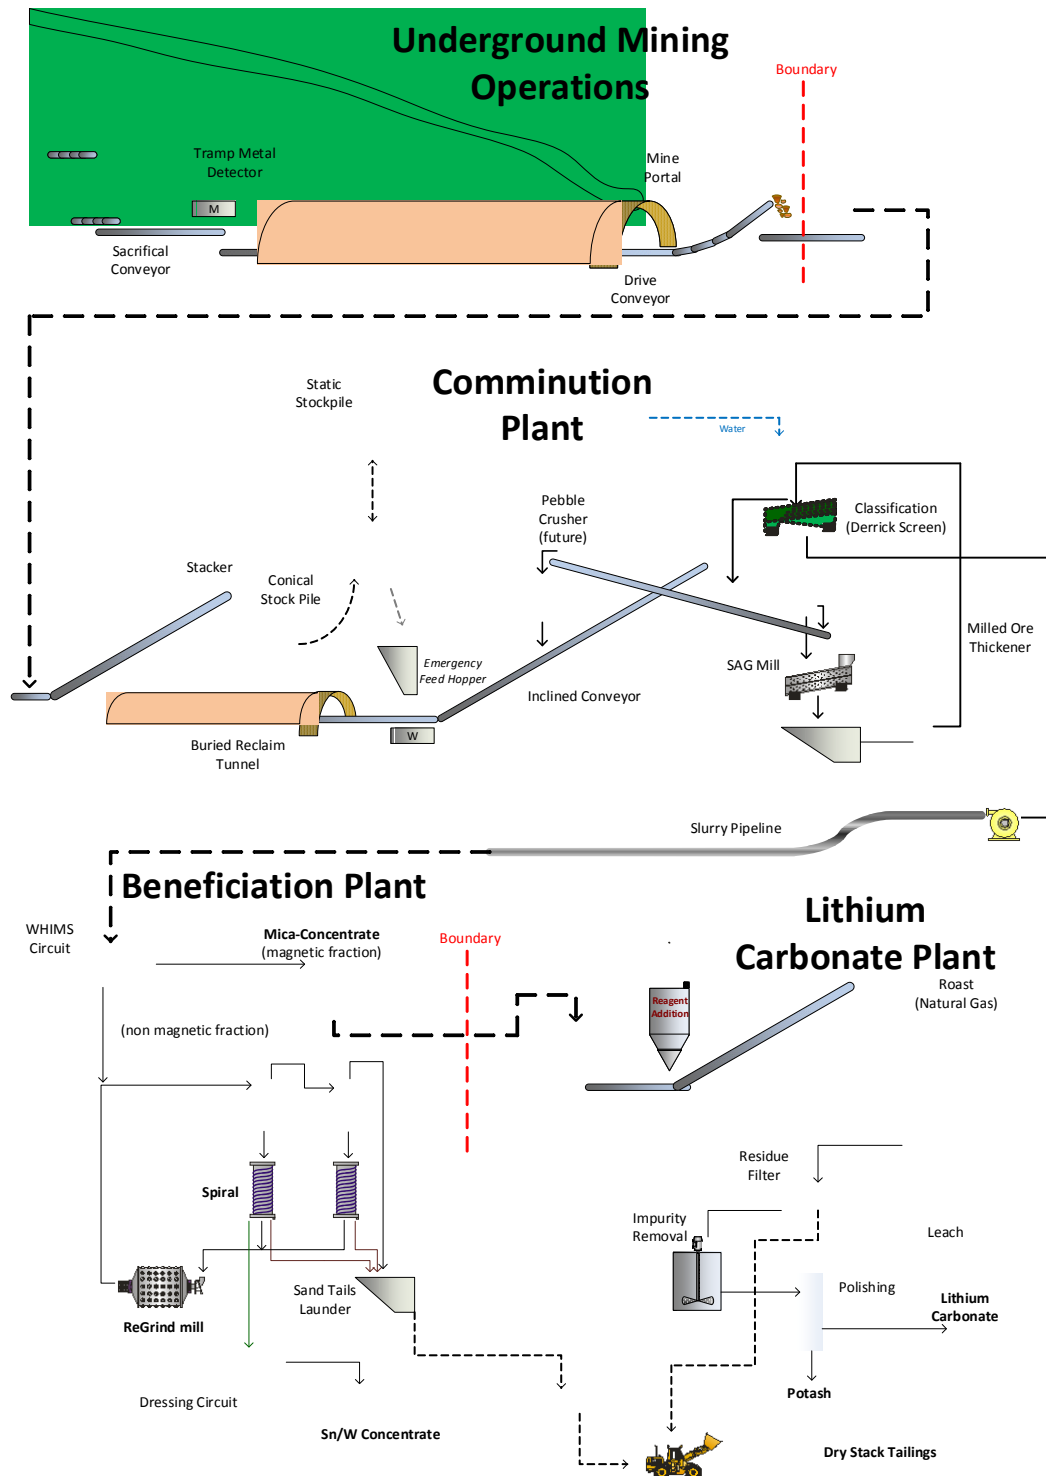 Underground Mining
Operations
Boundary
Tramp Metal
Detector
Mine
Portal
M
Sacrifical
Conveyor
Drive
Conveyor
Static
Stockpile
Comminution
Plant
Water
Pebble
Crusher
(future)
Classification
(Derrick Screen)
Stacker
Conical
Stock Pile
Emergency
Feed Hopper
SAG Mill
Milled Ore
Thickener
Inclined Conveyor
W
Buried Reclaim
Tunnel
Slurry Pipeline
Beneficiation Plant
Lithium
Carbonate Plant
WHIMS
Circuit
Mica-Concentrate
(magnetic fraction)
Boundary
Roast
(Natural Gas)
Reagent
Addition
(non magnetic fraction)
Residue
Filter
Spiral
Impurity
Removal
Leach
Sand Tails
Launder
Polishing
Lithium
Carbonate
ReGrind mill
Potash
Dressing Circuit
Sn/W Concentrate
Dry Stack Tailings